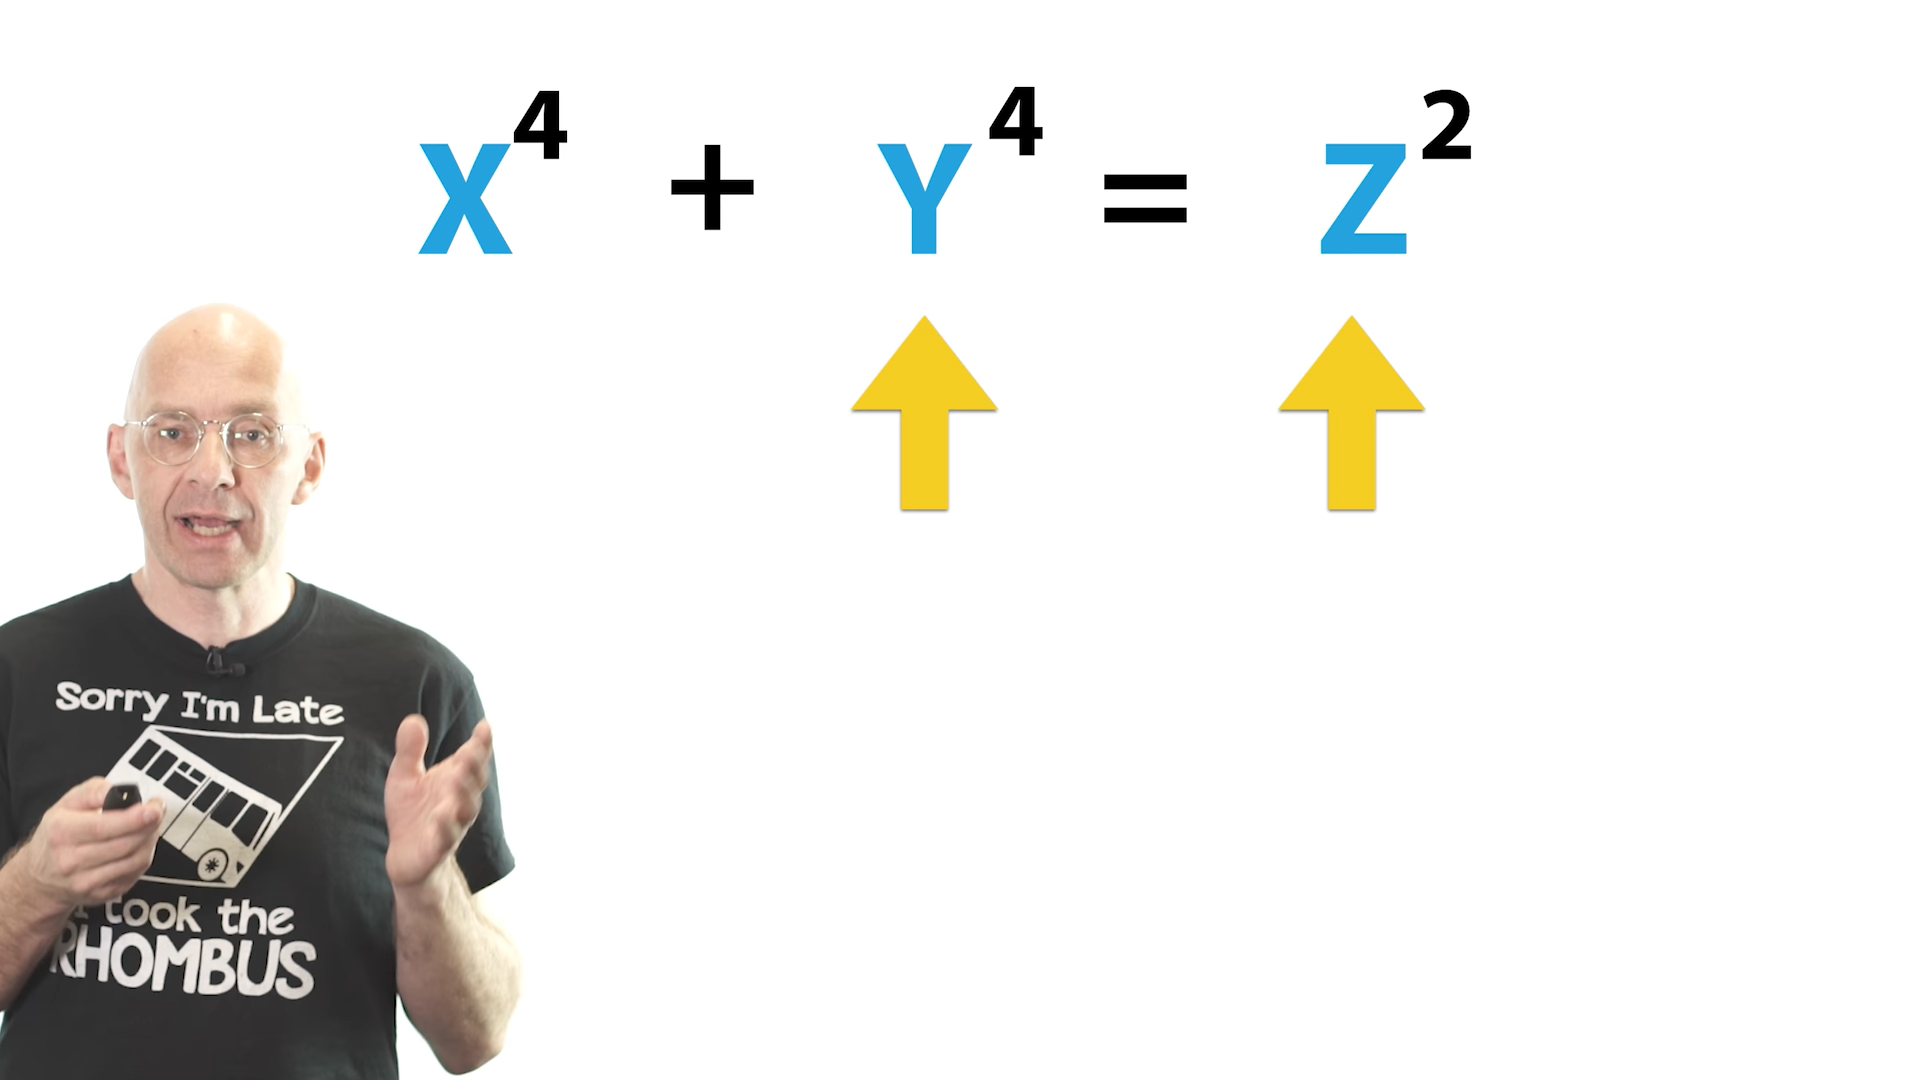 X⁴ + Y⁴ = Z²
Sorry I'm Late
I took the
RHOMBUS